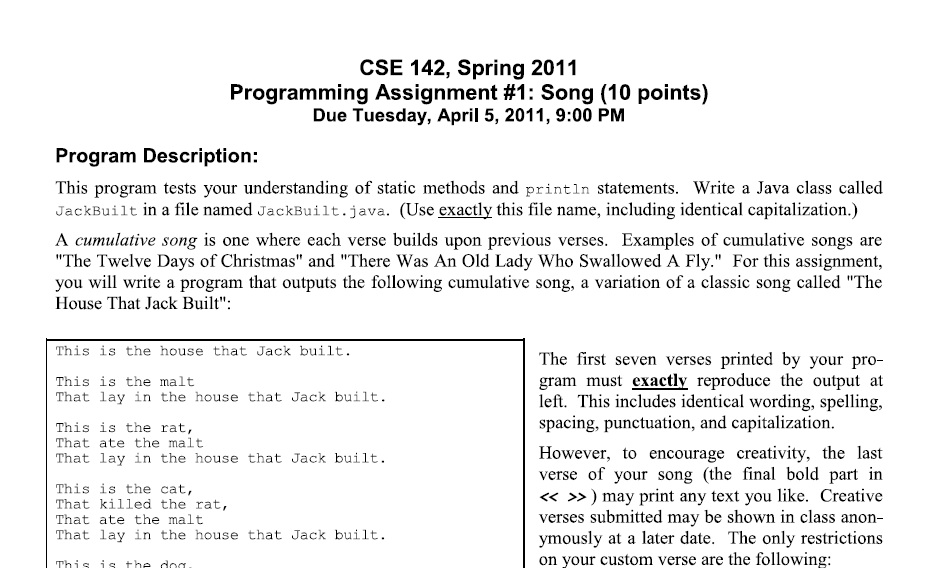 CSE 142, Spring 2011
Programming Assignment #1: Song (10 points)
Due Tuesday, April 5, 2011, 9:00 PM
Program Description:
This program tests your understanding of static methods and println statements. Write a Java class called
JackBuilt in a file named JackBuilt.java. (Use exactly this file name, including identical capitalization.)
A cumulative song is one where each verse builds upon previous verses. Examples of cumulative songs are
"The Twelve Days of Christmas" and "There Was An Old Lady Who Swallowed A Fly." For this assignment,
you will write a program that outputs the following cumulative song, a variation of a classic song called "The
House That Jack Built":
This is the house that Jack built.
This is the malt
That lay in the house that Jack built.
This is the rat,
That ate the malt
That lay in the house that Jack built.
This is the cat,
That killed the rat,
That ate the malt
That lay in the house that Jack built.
This is the dog,
The first seven verses printed by your pro-
gram must exactly reproduce the output at
left. This includes identical wording, spelling,
spacing, punctuation, and capitalization.
However, to encourage creativity, the last
verse of your song (the final bold part in
<< >> ) may print any text you like. Creative
verses submitted may be shown in class anon-
ymously at a later date. The only restrictions
on your custom verse are the following: